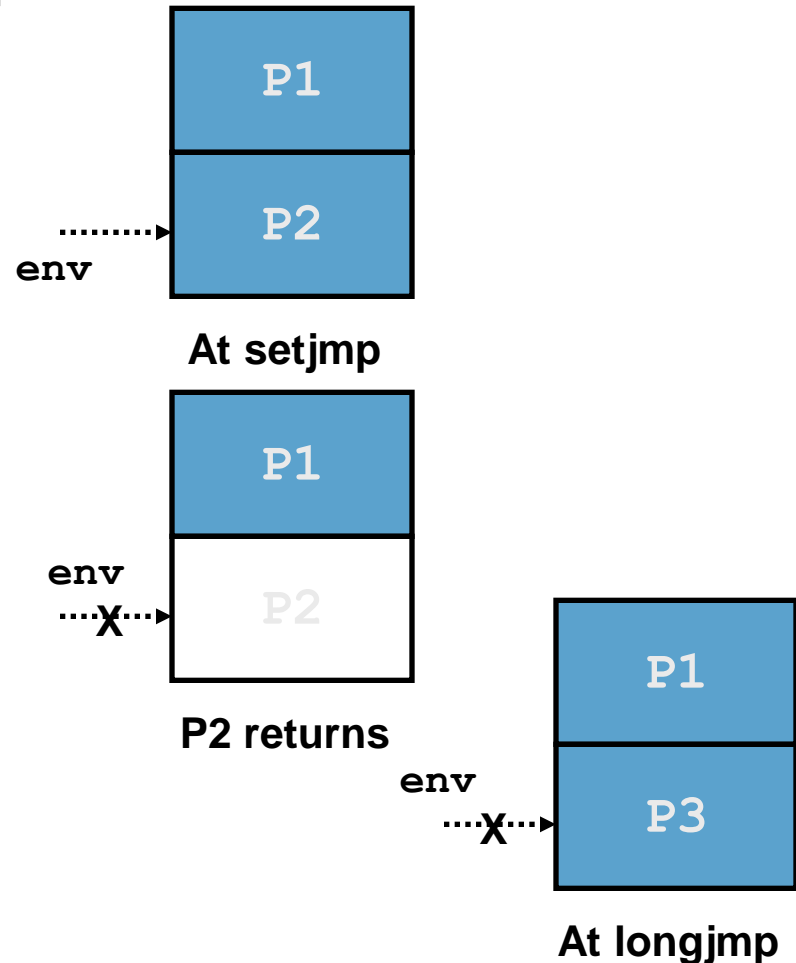 P1
P2
env
At setjmp
P1
env
X
P2
P2 returns
P1
env
X
P3
At longjmp